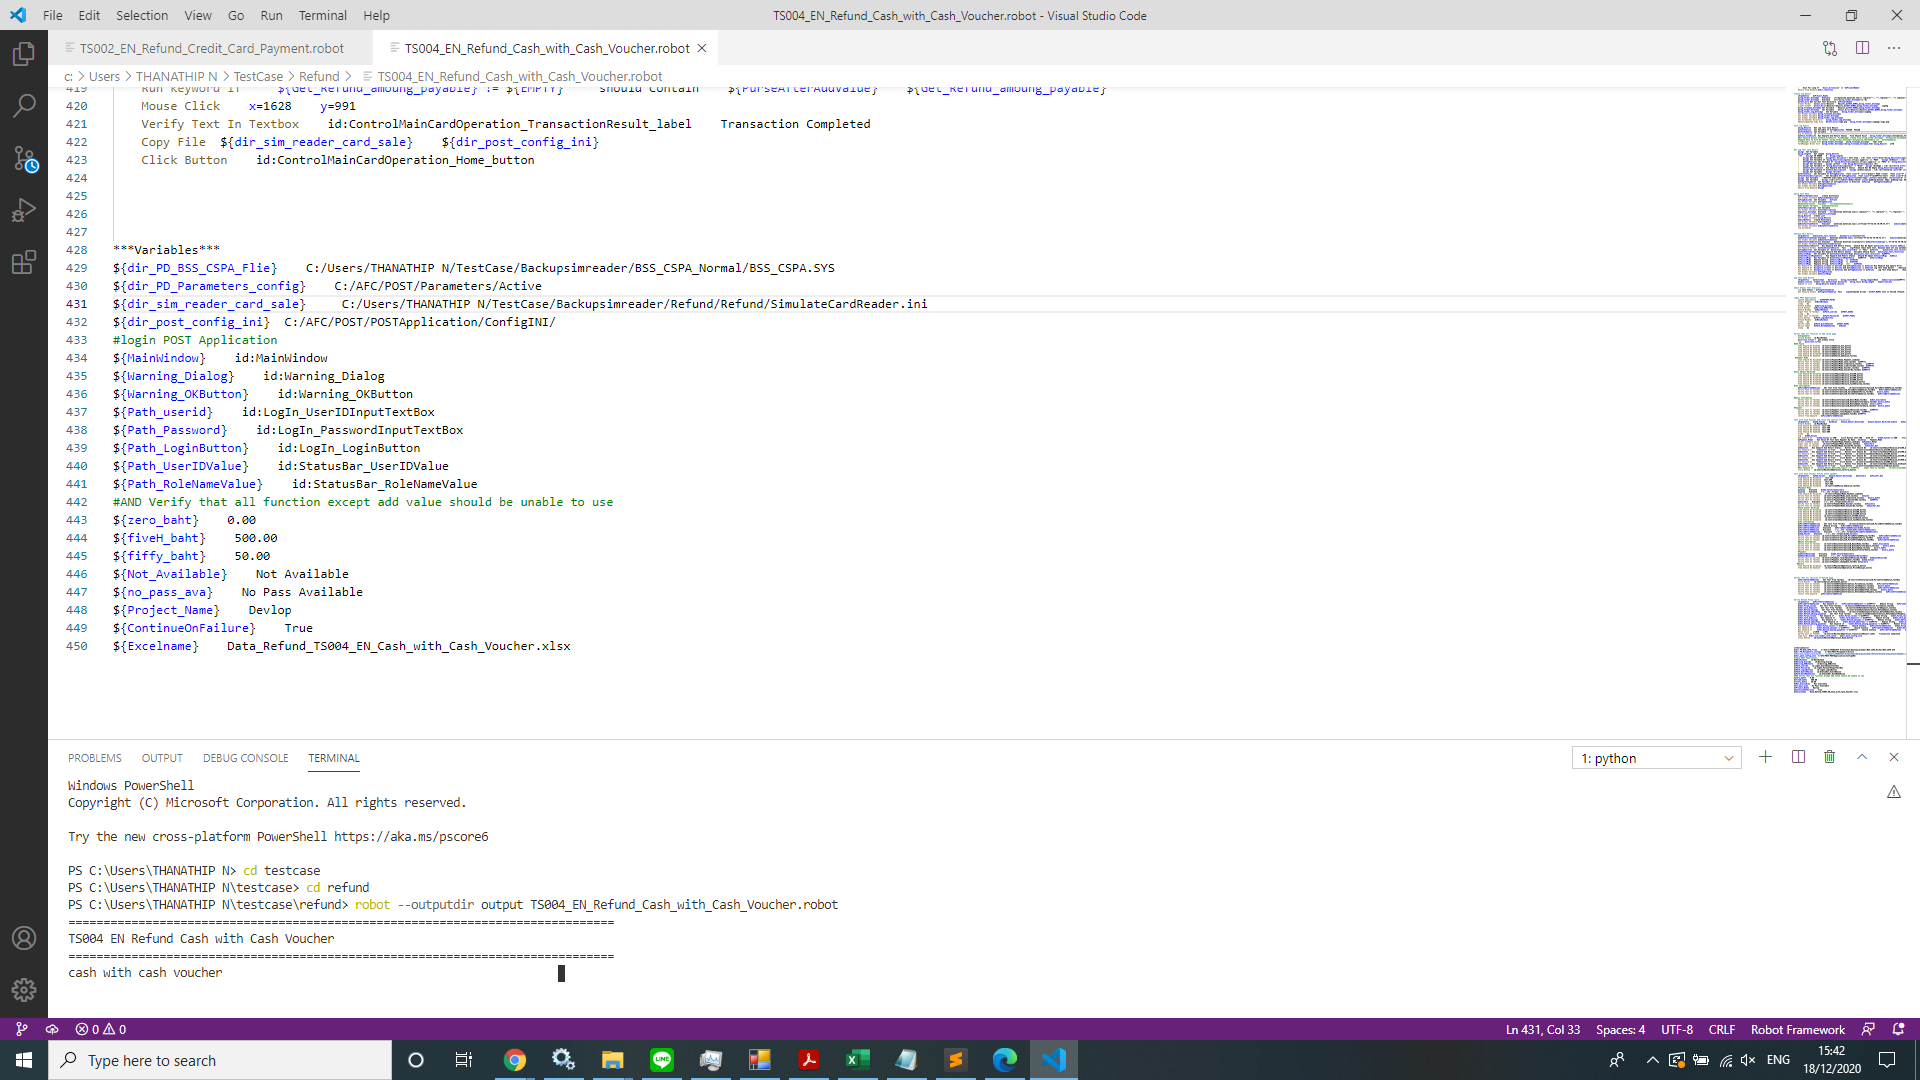 File Edit Selection View Go Run Terminal Help
TS004_EN_Refund_Cash_with_Cash_Voucher.robot - Visual Studio Code
TS002_EN_Refund_Credit_Card_Payment.robot
TS004_EN_Refund_Cash_with_Cash_Voucher.robot
c: > Users > THANATHIP N > TestCase > Refund > TS004_EN_Refund_Cash_with_Cash_Voucher.robot
419 Run Keyword If ${Get_Refund_amoung_payable} != ${EMPTY} Should Contain ${PurseAfterAddValue} ${Get_Refund_amoung_payable}
420 Mouse Click x=1628 y=991
421 Verify Text In Textbox id:ControlMainCardOperation_TransactionResult_label Transaction Completed
422 Copy File ${dir_sim_reader_card_sale} ${dir_post_config_ini}
423 Click Button id:ControlMainCardOperation_Home_button
424
425
426
427
428 ***Variables***
429 ${dir_PD_BSS_CSPA_Flie} C:/Users/THANATHIP N/TestCase/Backupsimreader/BSS_CSPA_Normal/BSS_CSPA.SYS
430 ${dir_PD_Parameters_config} C:/AFC/POST/Parameters/Active
431 ${dir_sim_reader_card_sale} C:/Users/THANATHIP N/TestCase/Backupsimreader/Refund/Refund/SimulateCardReader.ini
432 ${dir_post_config_ini} C:/AFC/POST/POSTApplication/ConfigINI/
433 #login POST Application
434 ${MainWindow} id:MainWindow
435 ${Warning_Dialog} id:Warning_Dialog
436 ${Warning_OKButton} id:Warning_OKButton
437 ${Path_userid} id:LogIn_UserIDInputTextBox
438 ${Path_Password} id:LogIn_PasswordInputTextBox
439 ${Path_LoginButton} id:LogIn_LoginButton
440 ${Path_UserIDValue} id:StatusBar_UserIDValue
441 ${Path_RoleNameValue} id:StatusBar_RoleNameValue
442 #AND Verify that all function except add value should be unable to use
443 ${zero_baht} 0.00
444 ${fiveH_baht} 500.00
445 ${fiffy_baht} 50.00
446 ${Not_Available} Not Available
447 ${no_pass_ava} No Pass Available
448 ${Project_Name} Devlop
449 ${ContinueOnFailure} True
450 ${Excelname} Data_Refund_TS004_EN_Cash_with_Cash_Voucher.xlsx
PROBLEMS OUTPUT DEBUG CONSOLE TERMINAL
1: python
Windows PowerShell
Copyright (C) Microsoft Corporation. All rights reserved.
Try the new cross-platform PowerShell https://aka.ms/pscore6
PS C:\Users\THANATHIP N> cd testcase
PS C:\Users\THANATHIP N\testcase> cd refund
PS C:\Users\THANATHIP N\testcase\refund> robot --outputdir output TS004_EN_Refund_Cash_with_Cash_Voucher.robot
==============================================================================
TS004 EN Refund Cash with Cash Voucher
==============================================================================
cash with cash voucher
0 0
Ln 431, Col 33 Spaces: 4 UTF-8 CRLF Robot Framework
Type here to search
LINE
ENG
15:42
18/12/2020